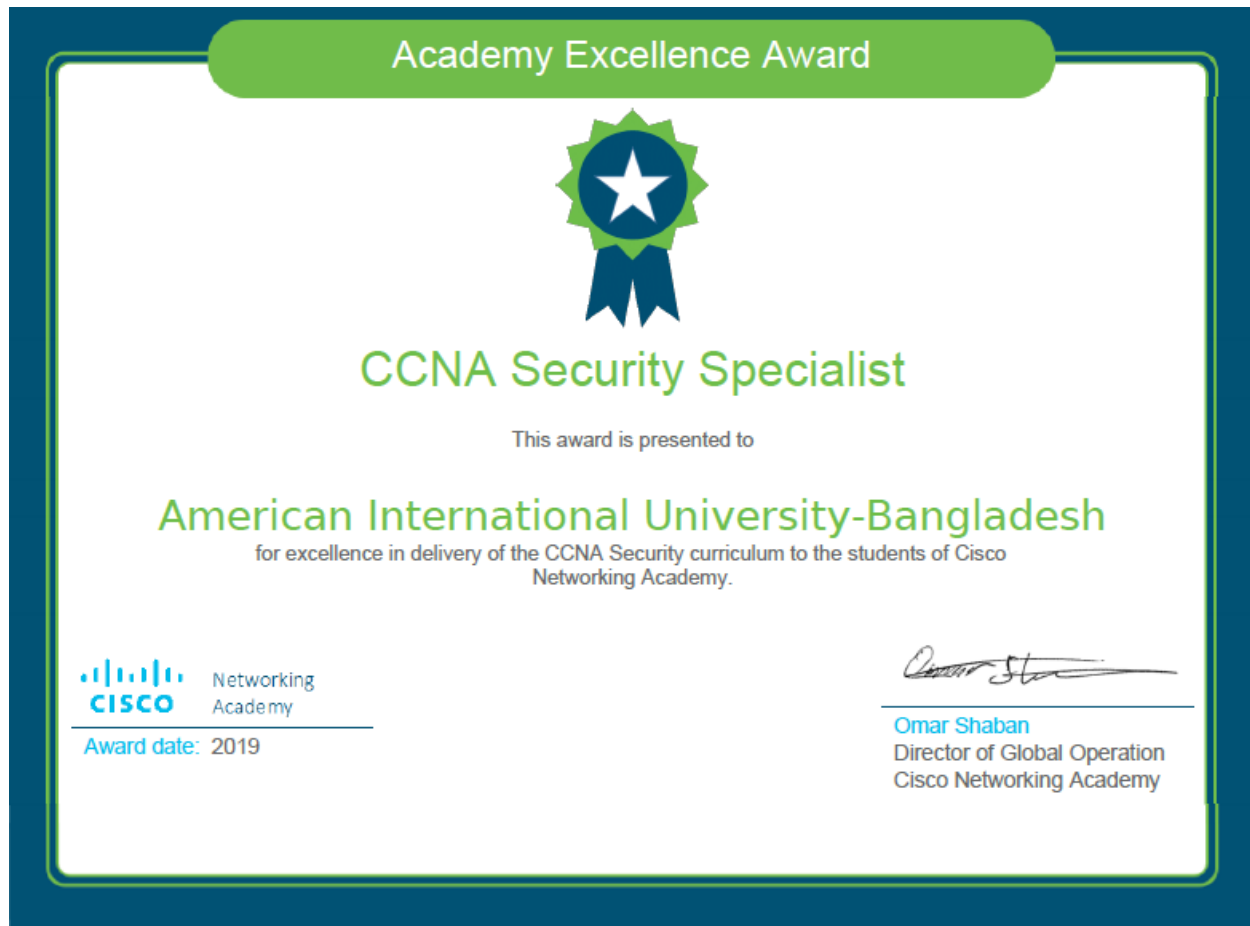 Academy Excellence Award
CCNA Security Specialist
This award is presented to
American International University-Bangladesh
for excellence in delivery of the CCNA Security curriculum to the students of Cisco
Networking Academy.
CISCO
Networking
Academy
Award date: 2019
Omar Shaban
Director of Global Operation
Cisco Networking Academy